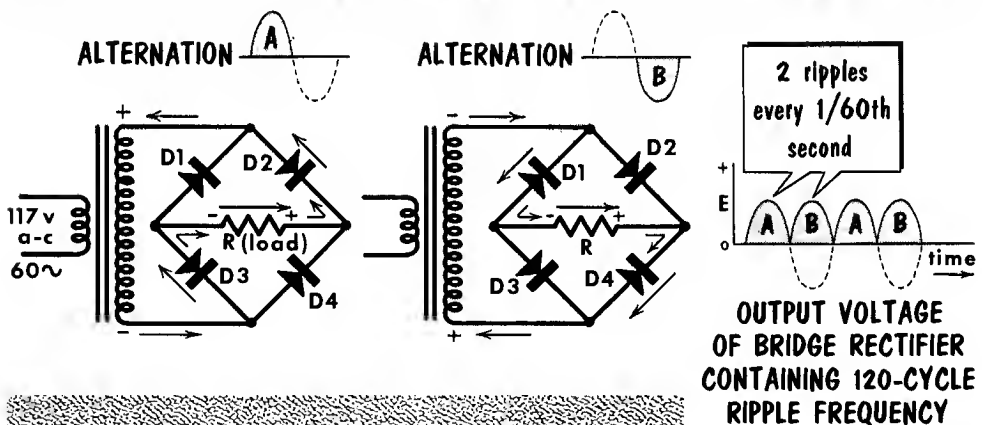 ALTERNATION
A
+
D1
D2
-
+
R (load)
117 v
a-c
60~
D3
D4
-
ALTERNATION
B
-
D1
D2
-
+
R
D3
D4
+
2 ripples
every 1/60th
second
+
E
o
A B A B
time
OUTPUT VOLTAGE
OF BRIDGE RECTIFIER
CONTAINING 120-CYCLE
RIPPLE FREQUENCY